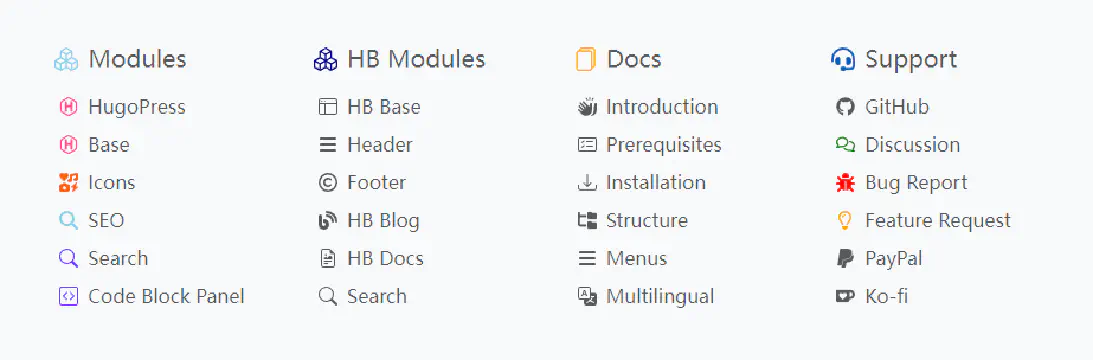 Modules
HugoPress
Base
Icons
SEO
Search
Code Block Panel
HB Modules
HB Base
Header
Footer
HB Blog
HB Docs
Search
Docs
Introduction
Prerequisites
Installation
Structure
Menus
Multilingual
Support
GitHub
Discussion
Bug Report
Feature Request
PayPal
Ko-fi